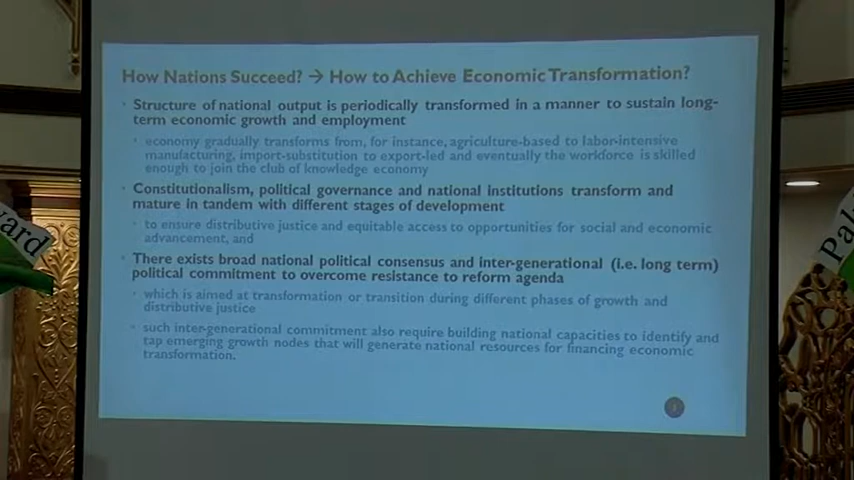 How Nations Succeed? → How to Achieve Economic Transformation?
• Structure of national output is periodically transformed in a manner to sustain long-
term economic growth and employment
• economy gradually transforms from, for instance, agriculture-based to labor-intensive
manufacturing, import-substitution to export-led and eventually the workforce is skilled
enough to join the club of knowledge economy
• Constitutionalism, political governance and national institutions transform and
mature in tandem with different stages of development
• to ensure distributive justice and equitable access to opportunities for social and economic
advancement, and
• There exists broad national political consensus and inter-generational (i.e. long term)
political commitment to overcome resistance to reform agenda
• which is aimed at transformation or transition during different phases of growth and
distributive justice
• such inter-generational commitment also require building national capacities to identify and
tap emerging growth nodes that will generate national resources for financing economic
transformation.
ward
Pak